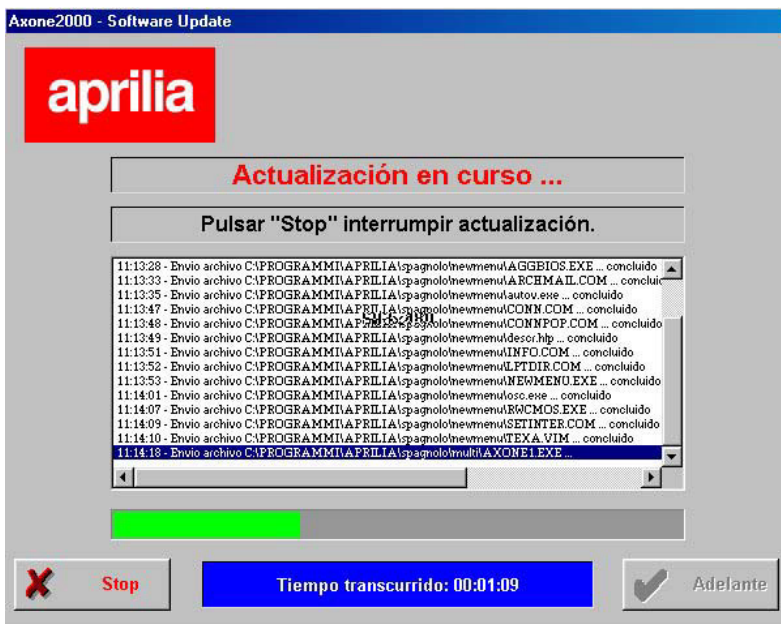 Axone2000 - Software Update
aprilia
Actualización en curso ...
Pulsar "Stop" interrumpir actualización.
11:13:28 - Envio archivo C:\PROGRAMMI\APRILIA\spagnolo\newmenu\AGGBIOS.EXE ... concluido
11:13:33 - Envio archivo C:\PROGRAMMI\APRILIA\spagnolo\newmenu\ARCHMAIL.COM ... concluid
11:13:35 - Envio archivo C:\PROGRAMMI\APRILIA\spagnolo\newmenu\autov.exe ... concluido
11:13:47 - Envio archivo C:\PROGRAMMI\APRILIA\spagnolo\newmenu\CONN.COM ... concluido
11:13:48 - Envio archivo C:\PROGRAMMI\APRILIA\spagnolo\newmenu\CONNPOP.COM ... concluido
11:13:49 - Envio archivo C:\PROGRAMMI\APRILIA\spagnolo\newmenu\descr.hlp ... concluido
11:13:51 - Envio archivo C:\PROGRAMMI\APRILIA\spagnolo\newmenu\INFO.COM ... concluido
11:13:52 - Envio archivo C:\PROGRAMMI\APRILIA\spagnolo\newmenu\LPTDIR.COM ... concluido
11:13:53 - Envio archivo C:\PROGRAMMI\APRILIA\spagnolo\newmenu\NEWMENU.EXE ... concluido
11:14:01 - Envio archivo C:\PROGRAMMI\APRILIA\spagnolo\newmenu\osc.exe ... concluido
11:14:07 - Envio archivo C:\PROGRAMMI\APRILIA\spagnolo\newmenu\RWCMOS.EXE ... concluido
11:14:09 - Envio archivo C:\PROGRAMMI\APRILIA\spagnolo\newmenu\SETINTER.COM ... concluido
11:14:10 - Envio archivo C:\PROGRAMMI\APRILIA\spagnolo\newmenu\TEXA.VIM ... concluido
11:14:18 - Envio archivo C:\PROGRAMMI\APRILIA\spagnolo\multi\AXONE1.EXE ...
Stop
Tiempo transcurrido: 00:01:09
Adelante